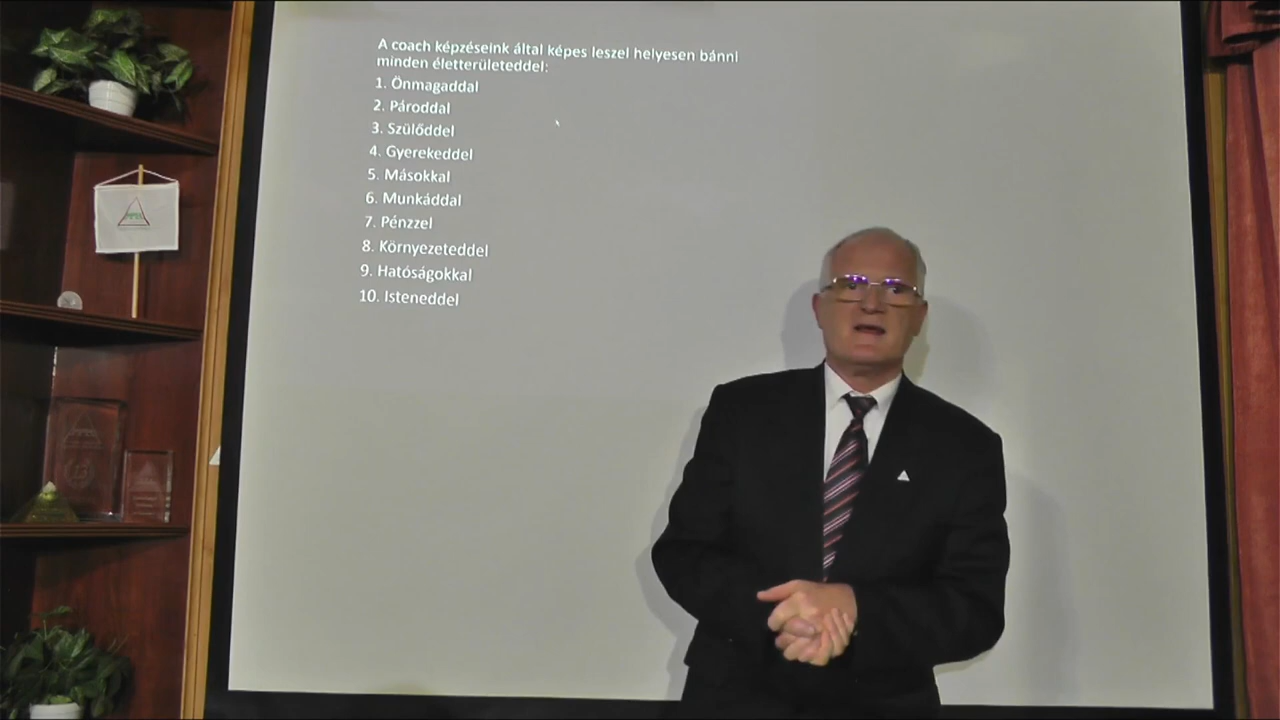 A coach képzéseink által képes leszel helyesen bánni
minden életterületeddel:
1. Önmagaddal
2. Pároddal
3. Szülőddel
4. Gyerekeddel
5. Másokkal
6. Munkáddal
7. Pénzzel
8. Környezeteddel
9. Hatóságokkal
10. Isteneddel